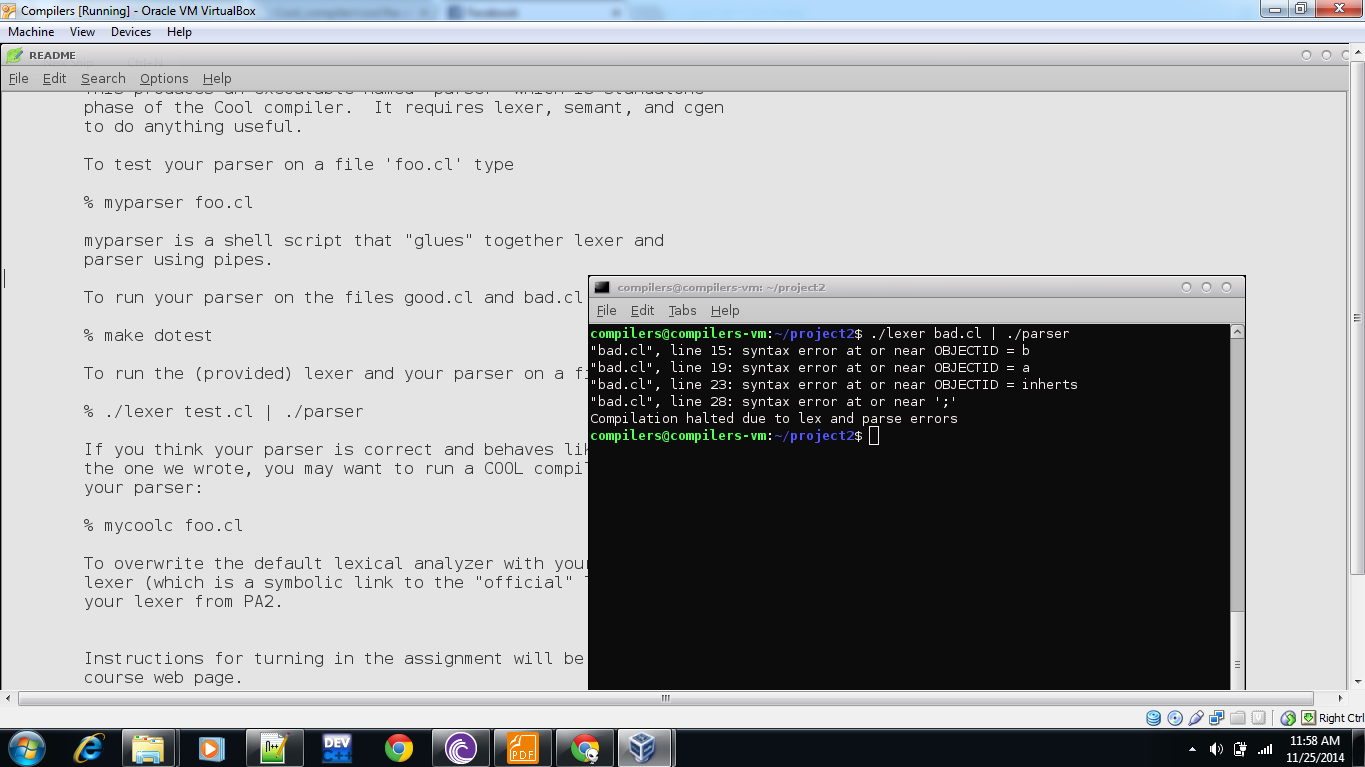 Compilers [Running] - Oracle VM VirtualBox
Machine View Devices Help
README
File Edit Search Options Help
phase of the Cool compiler. It requires lexer, semant, and cgen
to do anything useful.
To test your parser on a file 'foo.cl' type
% myparser foo.cl
myparser is a shell script that "glues" together lexer and
parser using pipes.
To run your parser on the files good.cl and bad.cl
% make dotest
To run the (provided) lexer and your parser on a
% ./lexer test.cl | ./parser
If you think your parser is correct and behaves
the one we wrote, you may want to run a COOL
your parser:
% mycoolc foo.cl
To overwrite the default lexical analyzer with
lexer (which is a symbolic link to the "official"
your lexer from PA2.
Instructions for turning in the assignment will be
course web page.
compilers@compilers-vm: ~/project2
File Edit Tabs Help
compilers@compilers-vm:~/project2$ ./lexer bad.cl | ./parser
"bad.cl", line 15: syntax error at or near OBJECTID = b
"bad.cl", line 19: syntax error at or near OBJECTID = a
"bad.cl", line 23: syntax error at or near OBJECTID = inherts
"bad.cl", line 28: syntax error at or near ';'
Compilation halted due to lex and parse errors
compilers@compilers-vm:~/project2$
Right Ctrl
DEV
C++
PDF
11:58 AM
11/25/2014